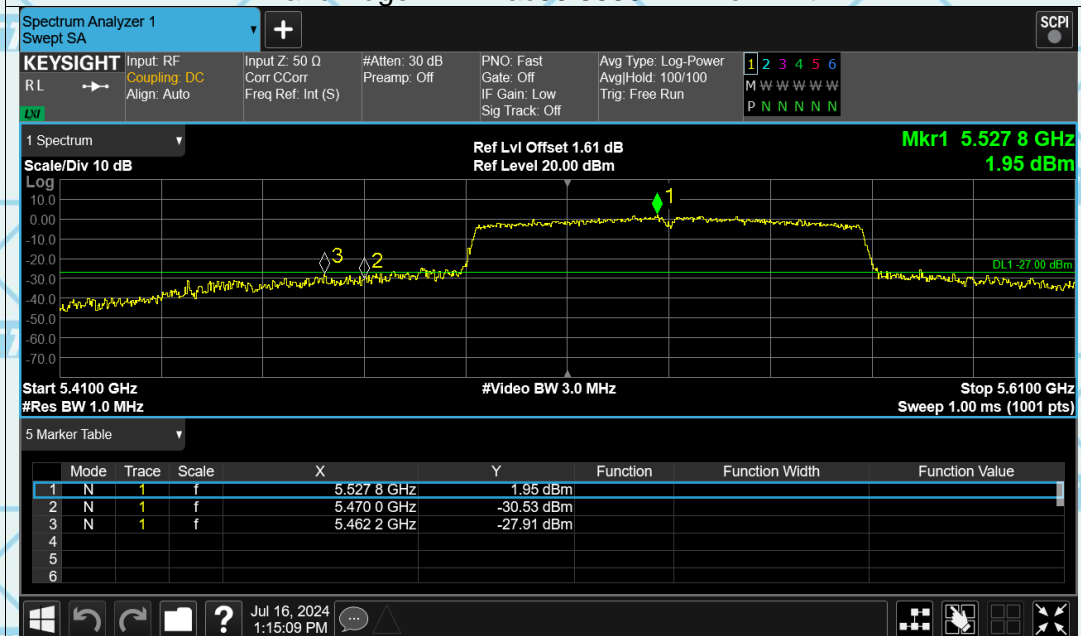 Spectrum Analyzer 1
Swept SA
+
SCPI
KEYSIGHT
RL
LXI
Input: RF
Coupling: DC
Align: Auto
Input Z: 50 Ω
Corr CCorr
Freq Ref: Int (S)
#Atten: 30 dB
Preamp: Off
PNO: Fast
Gate: Off
IF Gain: Low
Sig Track: Off
Avg Type: Log-Power
Avg|Hold: 100/100
Trig: Free Run
1 2 3 4 5 6
M W W W W W
P N N N N N
1 Spectrum
Scale/Div 10 dB
Ref Lvl Offset 1.61 dB
Ref Level 20.00 dBm
Mkr1 5.527 8 GHz
1.95 dBm
Log
10.0
0.00
-10.0
-20.0
-30.0
-40.0
-50.0
-60.0
-70.0
1
3
2
DL1 -27.00 dBm
Start 5.4100 GHz
#Video BW 3.0 MHz
Stop 5.6100 GHz
#Res BW 1.0 MHz
Sweep 1.00 ms (1001 pts)
5 Marker Table
Mode Trace Scale X Y Function Function Width Function Value
1 N 1 f 5.527 8 GHz 1.95 dBm
2 N 1 f 5.470 0 GHz -30.53 dBm
3 N 1 f 5.462 2 GHz -27.91 dBm
4
5
6
?
Jul 16, 2024
1:15:09 PM